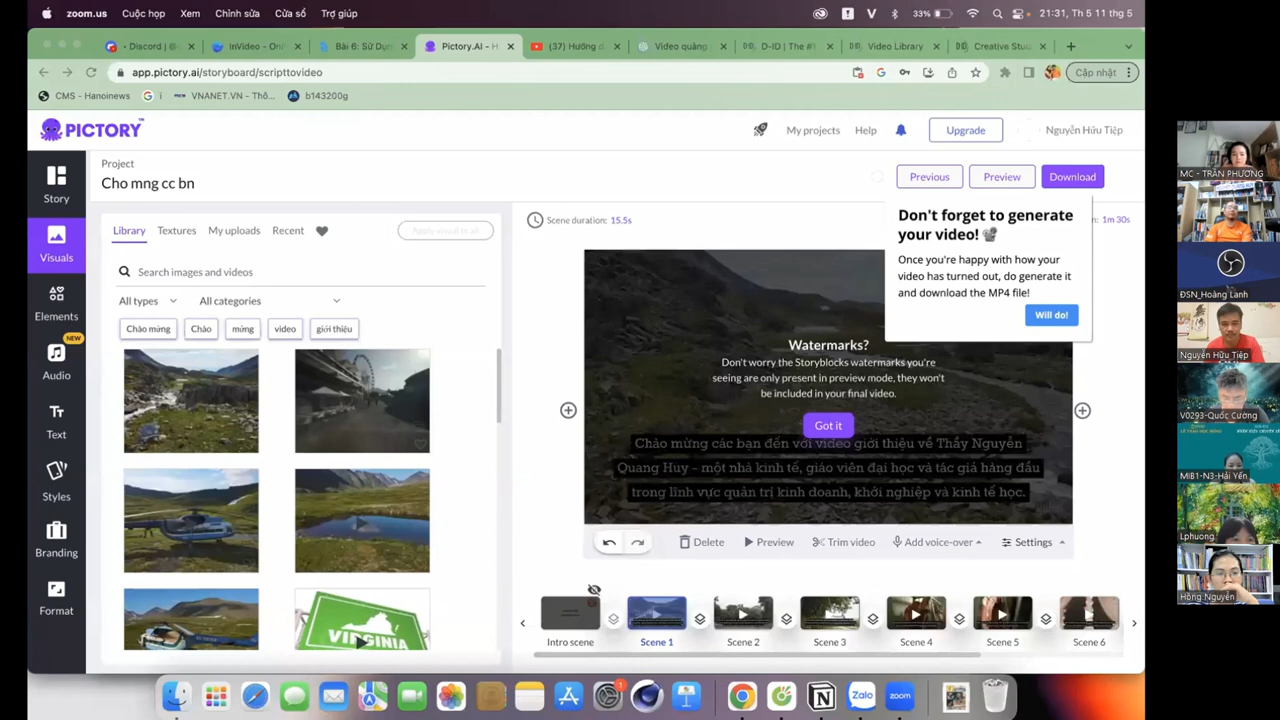 zoom.us Cuộc họp Xem Chỉnh sửa Cửa sổ Trợ giúp 33% 21:31, Th 5 11 thg 5
Discord | InVideo - Onl Bài 6: Sử Dụn Pictory.AI - H (37) Hướng d Video quảng D-ID | The #1 Video Library Creative Stu
app.pictory.ai/storyboard/scripttovideo Cập nhật
CMS - Hanoinews i VNANET.VN - Thô... b143200g
PICTORY My projects Help Upgrade Nguyễn Hữu Tiệp
Project
Cho mng cc bn
Previous Preview Download
Story
Visuals
Elements
NEW
Audio
Text
Styles
Branding
Format
Library Textures My uploads Recent Apply visual to all
Search images and videos
All types All categories
Chào mừng Chào mừng video giới thiệu
VIRGINIA
Scene duration: 15.5s 1m 30s
Don't forget to generate
your video!
Once you're happy with how your
video has turned out, do generate it
and download the MP4 file!
Will do!
Watermarks?
Don't worry the Storyblocks watermarks you're
seeing are only present in preview mode, they won't
be included in your final video.
Got it
Chào mừng các bạn đến với video giới thiệu về Thầy Nguyễn
Quang Huy – một nhà kinh tế, giáo viên đại học và tác giả hàng đầu
trong lĩnh vực quản trị kinh doanh, khởi nghiệp và kinh tế học.
Delete Preview Trim video Add voice-over Settings
Intro scene Scene 1 Scene 2 Scene 3 Scene 4 Scene 5 Scene 6
Zalo zoom
MC - TRẦN PHƯƠNG
ĐSN_Hoàng Lanh
Nguyễn Hữu Tiệp
V0293-Quốc Cường
MIB1-N3-Hải Yến
Lphuong
Hồng Nguyễn